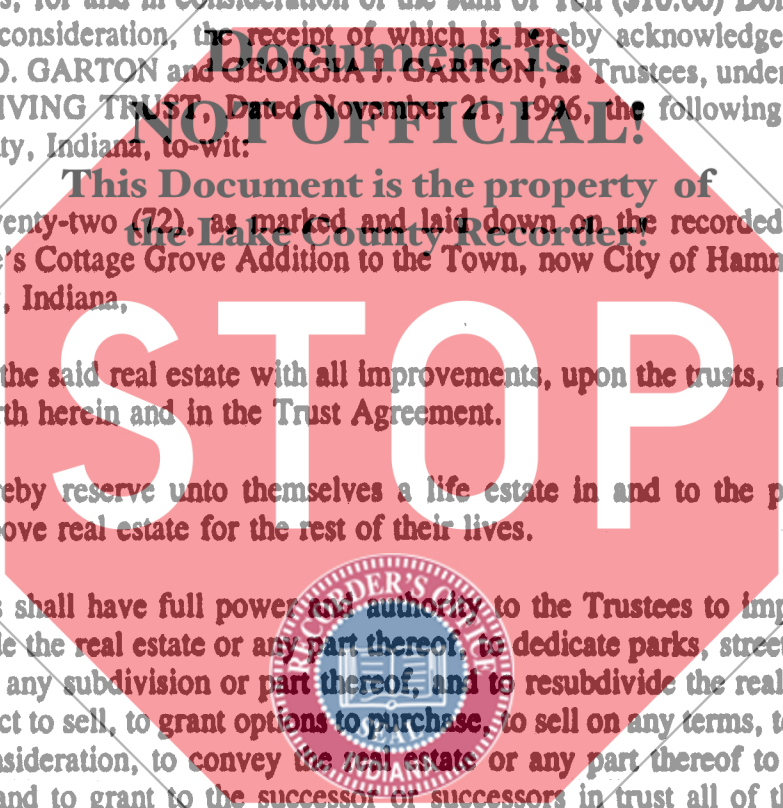 for and in consideration of the sum of Ten ($10.00)
consideration, the receipt of which is hereby acknowledge
Document is
D. GARTON and GEORGIA J. GARTON, as Trustees, unde
IVING TRUST, Dated November 21, 1996, the following
NOT OFFICIAL!
ty, Indiana, to-wit:
This Document is the property of
enty-two (72), as marked and laid down on the recorded
the Lake County Recorder!
e's Cottage Grove Addition to the Town, now City of Hamm
, Indiana,
STOP
the said real estate with all improvements, upon the trusts,
rth herein and in the Trust Agreement.
eby reserve unto themselves a life estate in and to the p
ove real estate for the rest of their lives.
s shall have full power and authority to the Trustees to imp
le the real estate or any part thereof, to dedicate parks, stree
any subdivision or part thereof, and to resubdivide the real
ct to sell, to grant options to purchase, to sell on any terms, t
nsideration, to convey the real estate or any part thereof to
and to grant to the successor or successors in trust all of
RECORDER'S OFFICE
SEAL
INDIANA